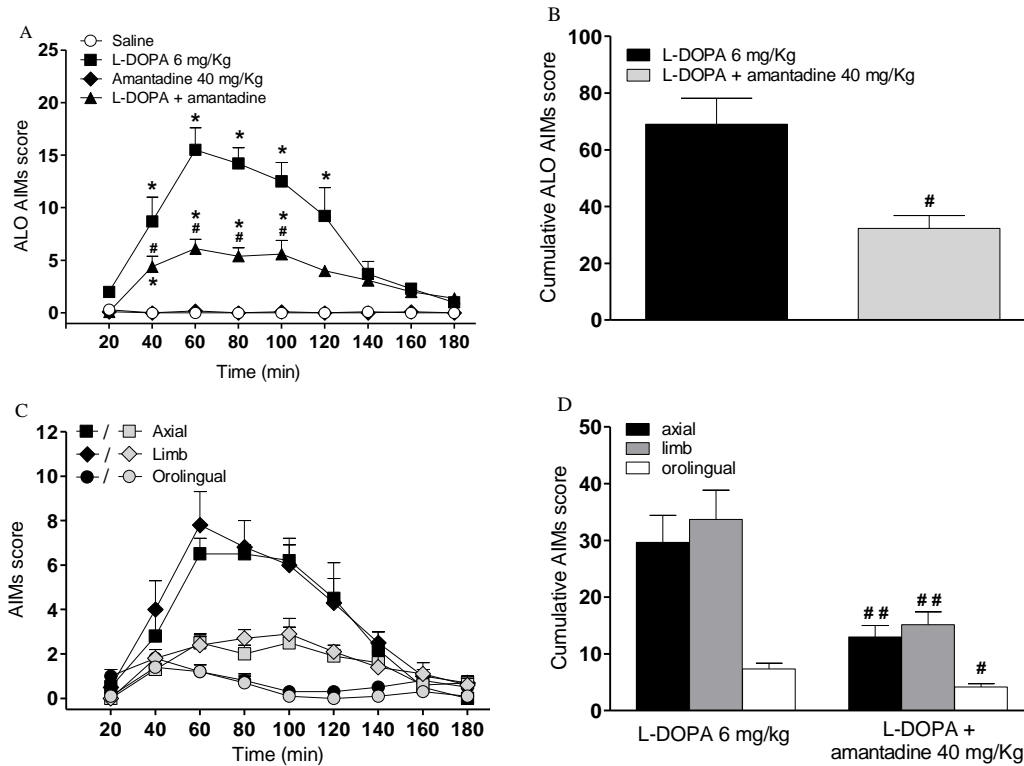 A
ALO AIMs score
25
20
15
10
5
0
Saline
L-DOPA 6 mg/Kg
Amantadine 40 mg/Kg
L-DOPA + amantadine
* * * * *
* * *
# # # #
* *
20 40 60 80 100 120 140 160 180
Time (min)
B
Cumulative ALO AIMs score
100
80
60
40
20
0
L-DOPA 6 mg/Kg
L-DOPA + amantadine 40 mg/Kg
#
C
AIMs score
12
10
8
6
4
2
0
/ Axial
/ Limb
/ Orolingual
20 40 60 80 100 120 140 160 180
Time (min)
D
Cumulative AIMs score
50
40
30
20
10
0
axial
limb
orolingual
# #
# #
#
L-DOPA 6 mg/kg
L-DOPA +
amantadine 40 mg/Kg